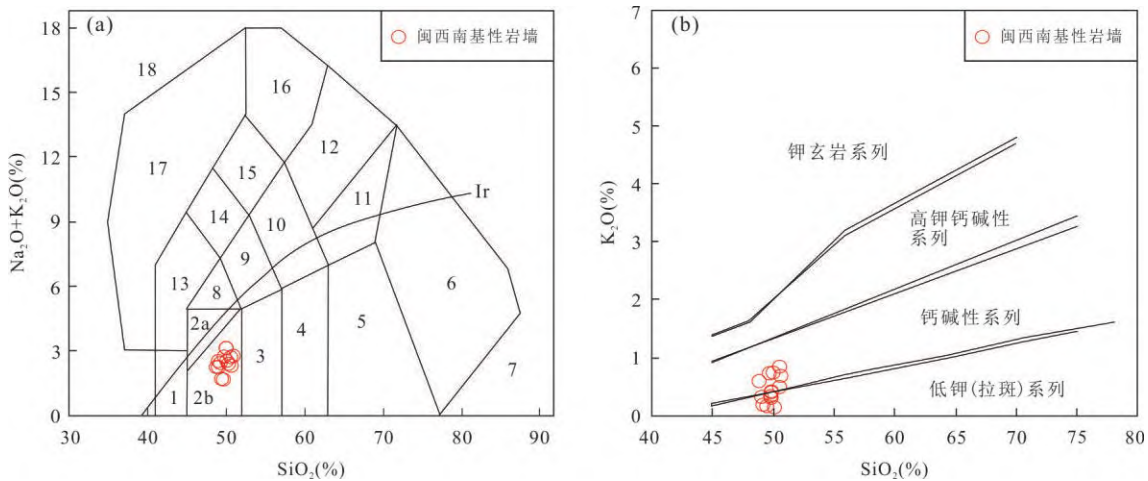 (a)
闽西南基性岩墙
Na₂O+K₂O(%)
18
15
12
9
6
3
0
18
16
17
12
15
11
Ir
14
10
13
9
8
6
2a
3
4
5
1
2b
7
30 40 50 60 70 80 90
SiO₂(%)
(b)
闽西南基性岩墙
K₂O(%)
7
6
5
4
3
2
1
0
钾玄岩系列
高钾钙碱性
系列
钙碱性系列
低钾(拉斑)系列
40 45 50 55 60 65 70 75 80
SiO₂(%)